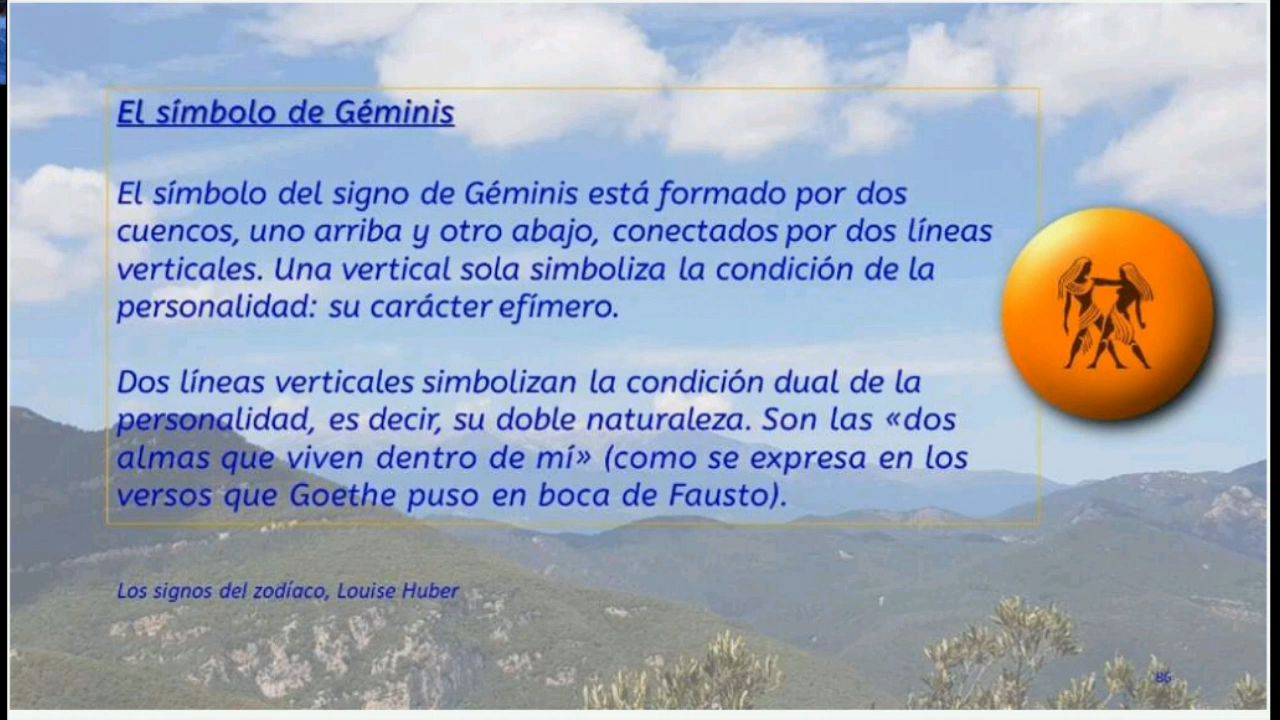 El símbolo de Géminis
El símbolo del signo de Géminis está formado por dos
cuencos, uno arriba y otro abajo, conectados por dos líneas
verticales. Una vertical sola simboliza la condición de la
personalidad: su carácter efímero.
Dos líneas verticales simbolizan la condición dual de la
personalidad, es decir, su doble naturaleza. Son las «dos
almas que viven dentro de mí» (como se expresa en los
versos que Goethe puso en boca de Fausto).
Los signos del zodíaco, Louise Huber
86